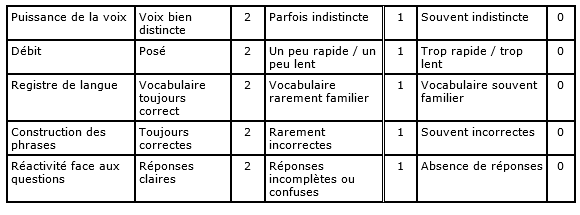 Puissance de la voix Voix bien distincte 2 Parfois indistincte 1 Souvent indistincte 0
Débit Posé 2 Un peu rapide / un peu lent 1 Trop rapide / trop lent 0
Registre de langue Vocabulaire toujours correct 2 Vocabulaire rarement familier 1 Vocabulaire souvent familier 0
Construction des phrases Toujours correctes 2 Rarement incorrectes 1 Souvent incorrectes 0
Réactivité face aux questions Réponses claires 2 Réponses incomplètes ou confuses 1 Absence de réponses 0